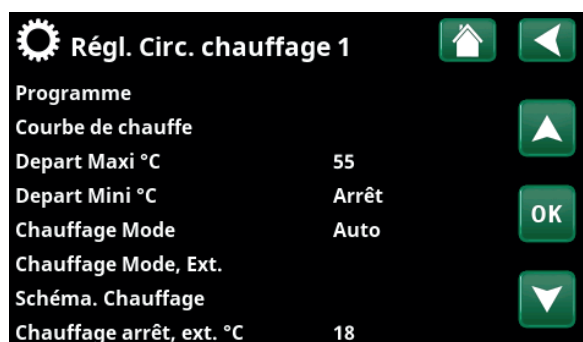 Régl. Circ. chauffage 1
Programme
Courbe de chauffe
Depart Maxi °C 55
Depart Mini °C Arrêt
Chauffage Mode Auto
Chauffage Mode, Ext.
Schéma. Chauffage
Chauffage arrêt, ext. °C 18
OK